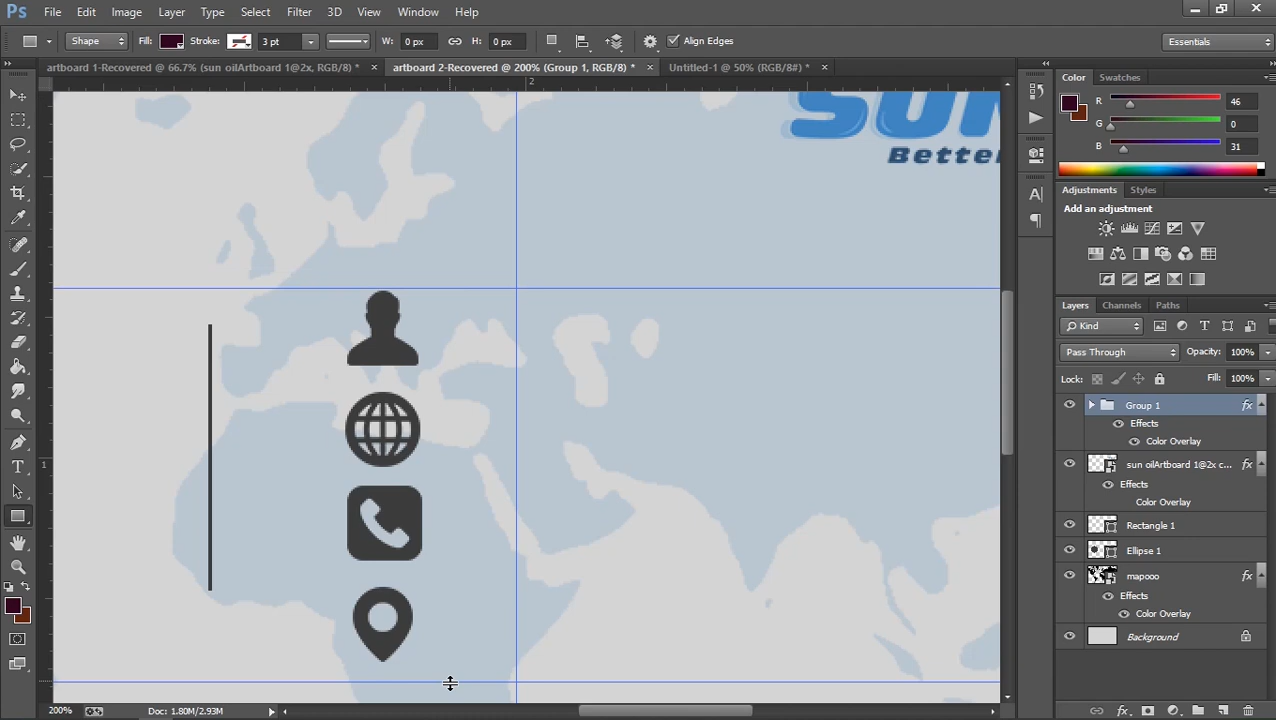 Ps File Edit Image Layer Type Select Filter 3D View Window Help
Shape Fill: Stroke: 3 pt W: 0 px H: 0 px Align Edges Essentials
artboard 1-Recovered @ 66.7% (sun oilArtboard 1@2x, RGB/8) * × artboard 2-Recovered @ 200% (Group 1, RGB/8) * × Untitled-1 @ 50% (RGB/8#) * ×
2
1
SUN
Better
Color Swatches
R 46
G 0
B 31
Adjustments Styles
Add an adjustment
Layers Channels Paths
Kind
Pass Through Opacity: 100%
Lock: Fill: 100%
Group 1 fx
Effects
Color Overlay
sun oilArtboard 1@2x c... fx
Effects
Color Overlay
Rectangle 1
Ellipse 1
mapooo fx
Effects
Color Overlay
Background
200% Doc: 1.80M/2.93M